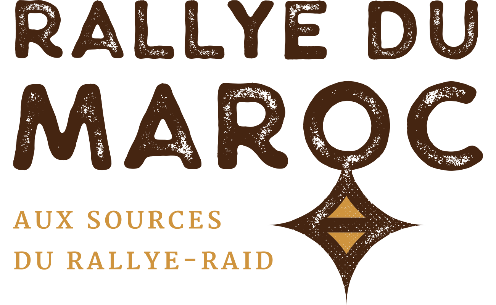 RALLYE DU
MAROC
AUX SOURCES
DU RALLYE-RAID